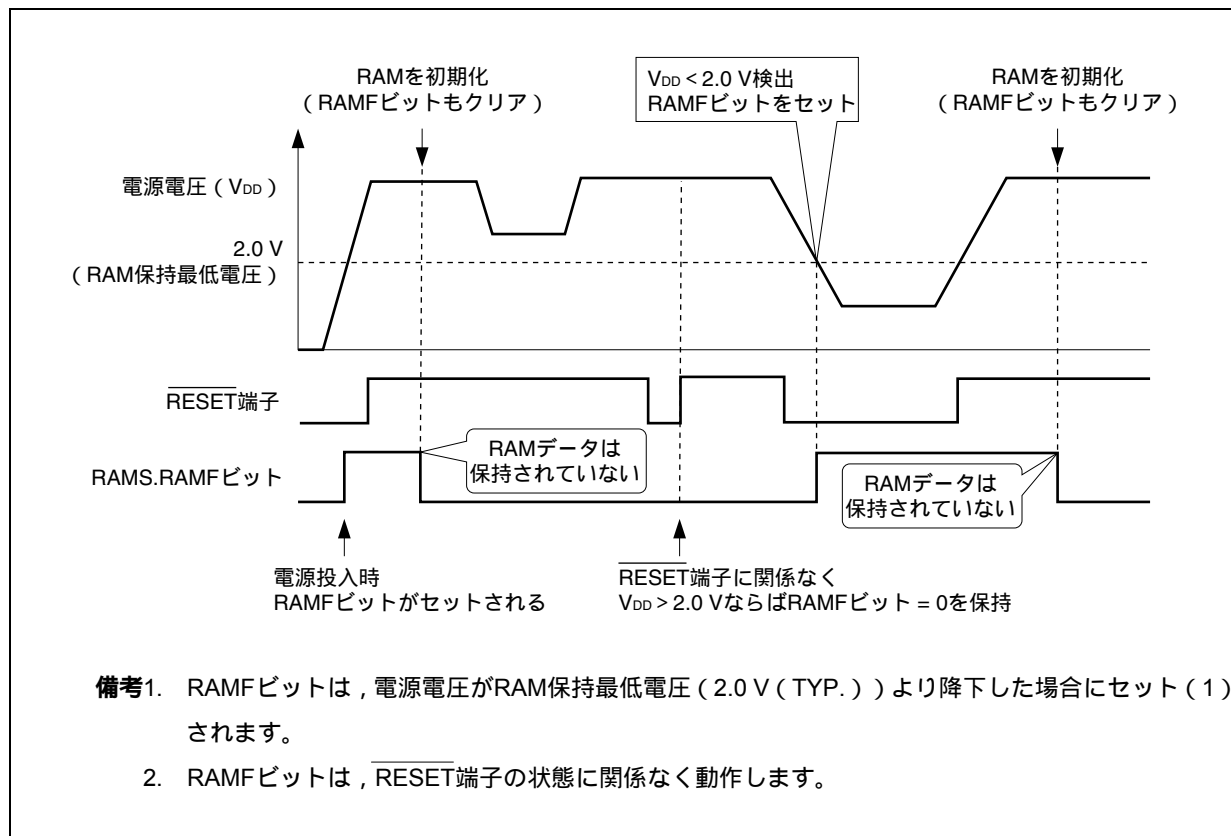 RAMを初期化
（RAMFビットもクリア）
VDD＜2.0 V検出
RAMFビットをセット
RAMを初期化
（RAMFビットもクリア）
電源電圧（VDD）
2.0 V
（RAM保持最低電圧）
RESET端子
RAMデータは
保持されていない
RAMS.RAMFビット
RAMデータは
保持されていない
電源投入時
RAMFビットがセットされる
RESET端子に関係なく
VDD＞2.0 VならばRAMFビット = 0を保持
備考1. RAMFビットは，電源電圧がRAM保持最低電圧（2.0 V（TYP.））より降下した場合にセット（1）
されます。
2. RAMFビットは，RESET端子の状態に関係なく動作します。